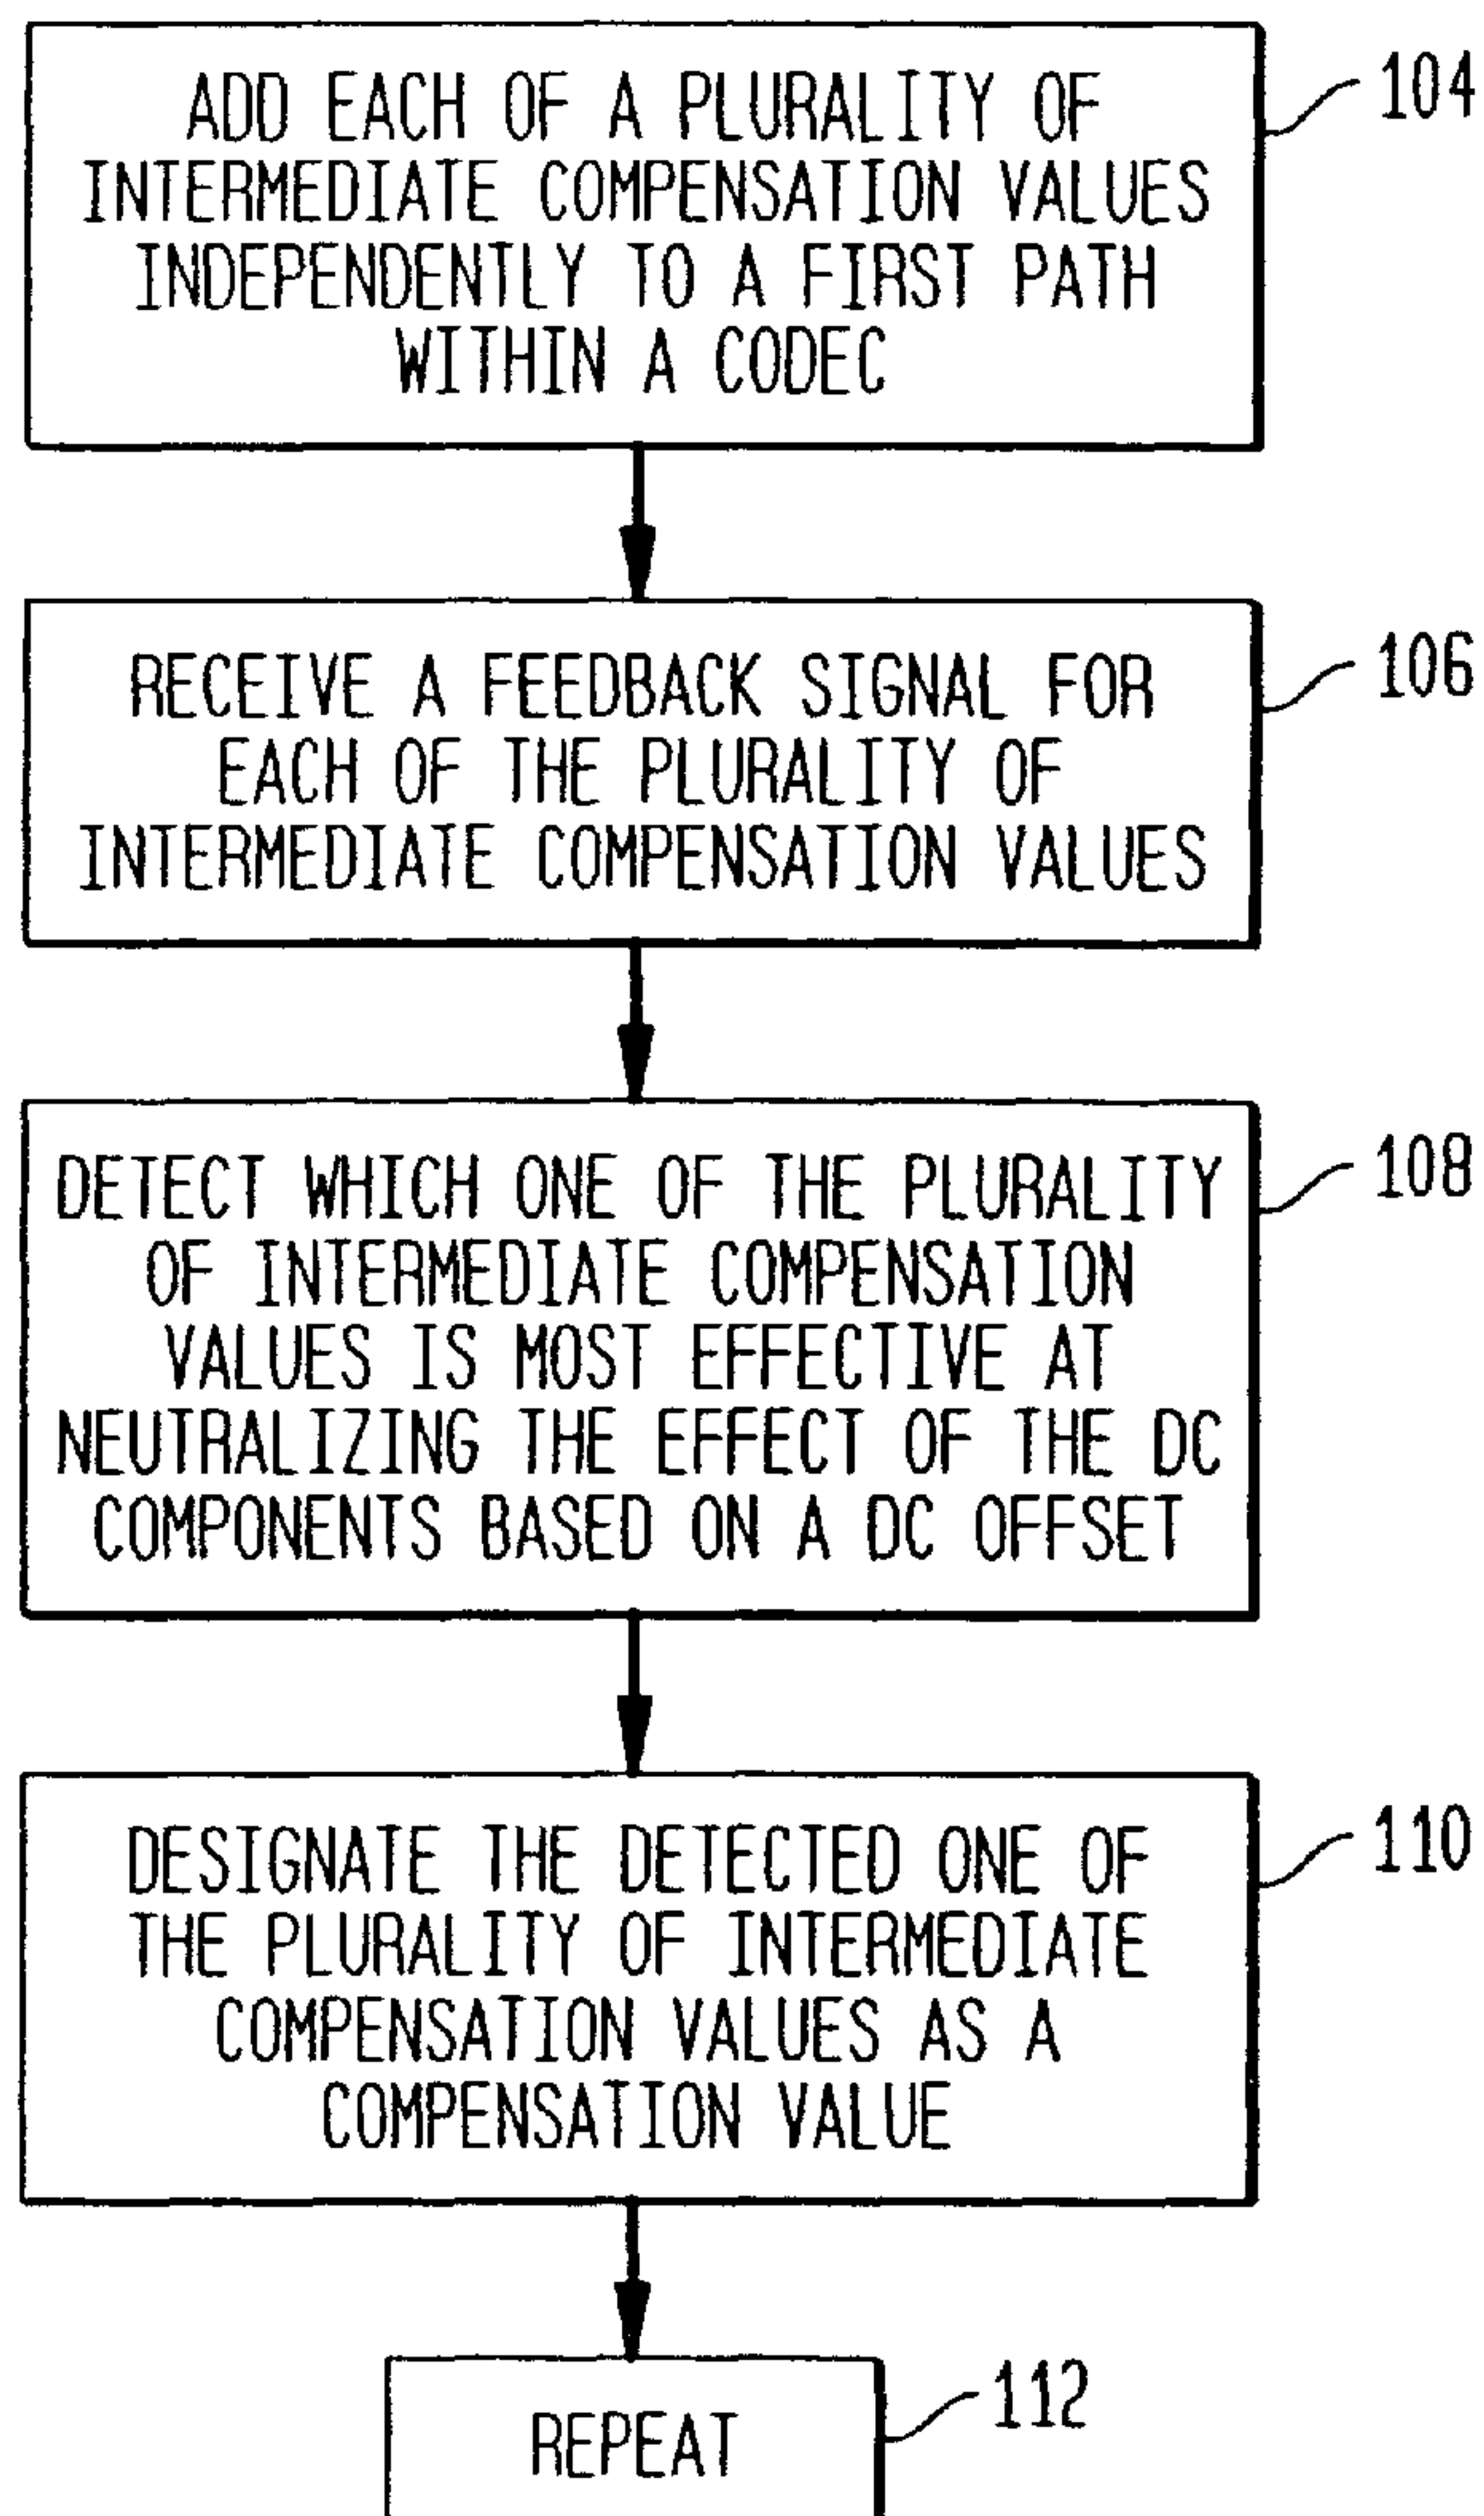 ADD EACH OF A PLURALITY OF
INTERMEDIATE COMPENSATION VALUES
INDEPENDENTLY TO A FIRST PATH
WITHIN A CODEC
104
RECEIVE A FEEDBACK SIGNAL FOR
EACH OF THE PLURALITY OF
INTERMEDIATE COMPENSATION VALUES
106
DETECT WHICH ONE OF THE PLURALITY
OF INTERMEDIATE COMPENSATION
VALUES IS MOST EFFECTIVE AT
NEUTRALIZING THE EFFECT OF THE DC
COMPONENTS BASED ON A DC OFFSET
108
DESIGNATE THE DETECTED ONE OF
THE PLURALITY OF INTERMEDIATE
COMPENSATION VALUES AS A
COMPENSATION VALUE
110
REPEAT
112